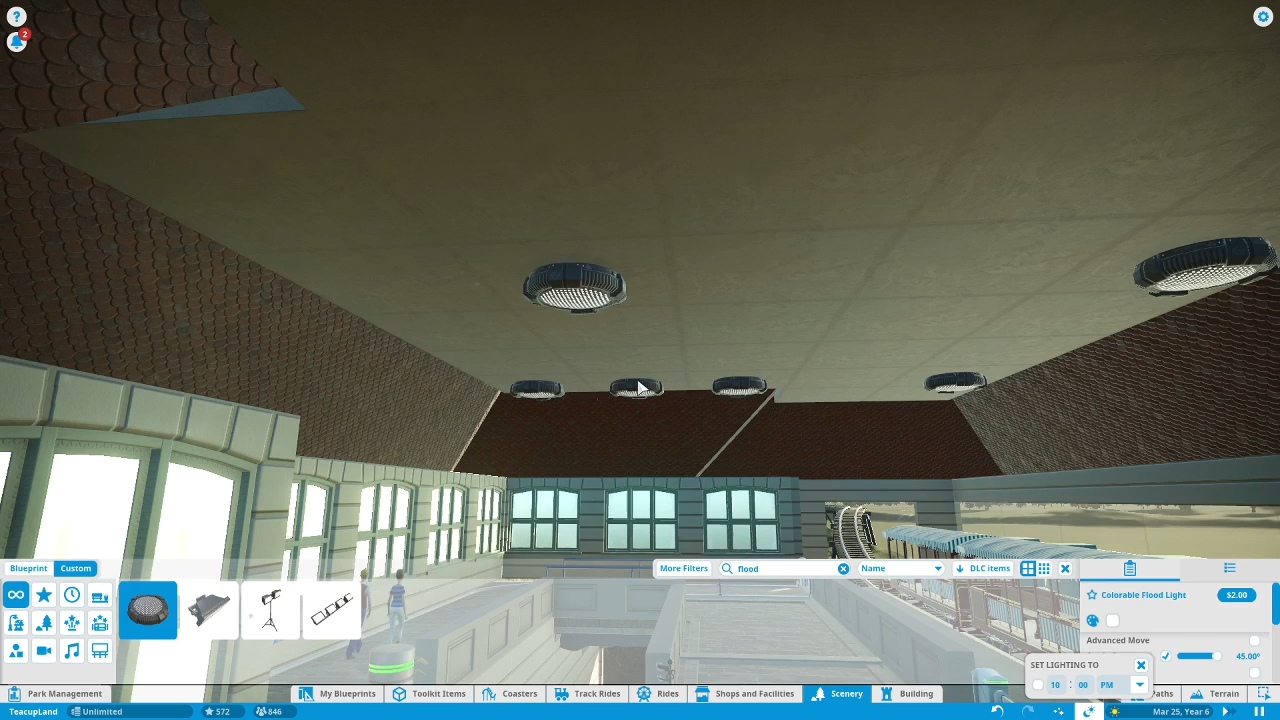 ?
2
Blueprint
Custom
More Filters
flood
Name
DLC items
Colorable Flood Light
$2.00
Advanced Move
45.00°
SET LIGHTING TO
10 : 00 PM
Park Management
My Blueprints
Toolkit Items
Coasters
Track Rides
Rides
Shops and Facilities
Scenery
Building
Paths
Terrain
TeacupLand
Unlimited
572
846
Mar 25, Year 6